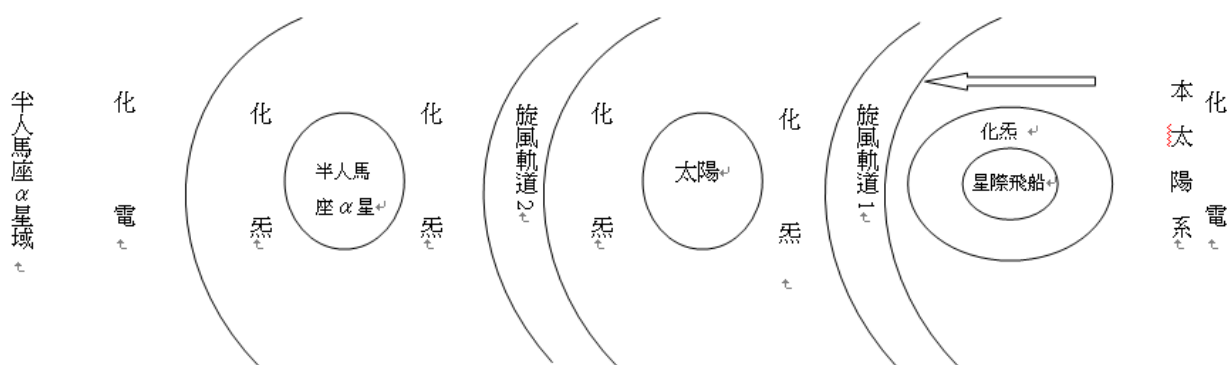 半人馬座α星域
化電
化炁
半人馬
座α星
化炁
旋風軌道2
化炁
太陽
化炁
旋風軌道1
化炁
星際飛船
本太陽系
化電